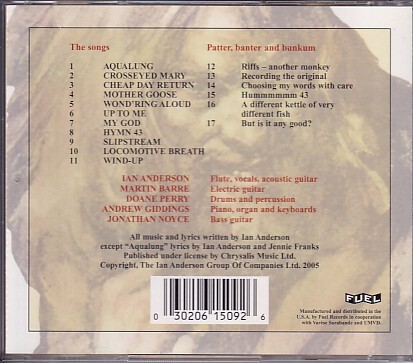 The songs
1 AQUALUNG
2 CROSSEYED MARY
3 CHEAP DAY RETURN
4 MOTHER GOOSE
5 WOND'RING ALOUD
6 UP TO ME
7 MY GOD
8 HYMN 43
9 SLIPSTREAM
10 LOCOMOTIVE BREATH
11 WIND-UP
Patter, banter and bunkum
12 Riffs – another monkey
13 Recording the original
14 Choosing my words with care
15 Hummmmmm 43
16 A different kettle of very
different fish
17 But is it any good?
IAN ANDERSON Flute, vocals, acoustic guitar
MARTIN BARRE Electric guitar
DOANE PERRY Drums and percussion
ANDREW GIDDINGS Piano, organ and keyboards
JONATHAN NOYCE Bass guitar
All music and lyrics written by Ian Anderson
except "Aqualung" lyrics by Ian Anderson and Jennie Franks
Published under license by Chrysalis Music Ltd.
Copyright, The Ian Anderson Group Of Companies Ltd. 2005
0 30206 15092 6
FUEL
Manufactured and distributed in the
U.S.A. by Fuel Records in cooperation
with Varese Sarabande and UMVD.